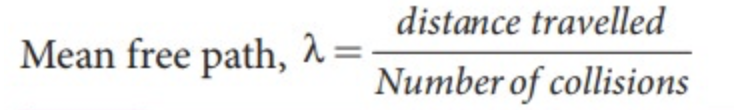 Mean free path, λ = distance travelled
Number of collisions